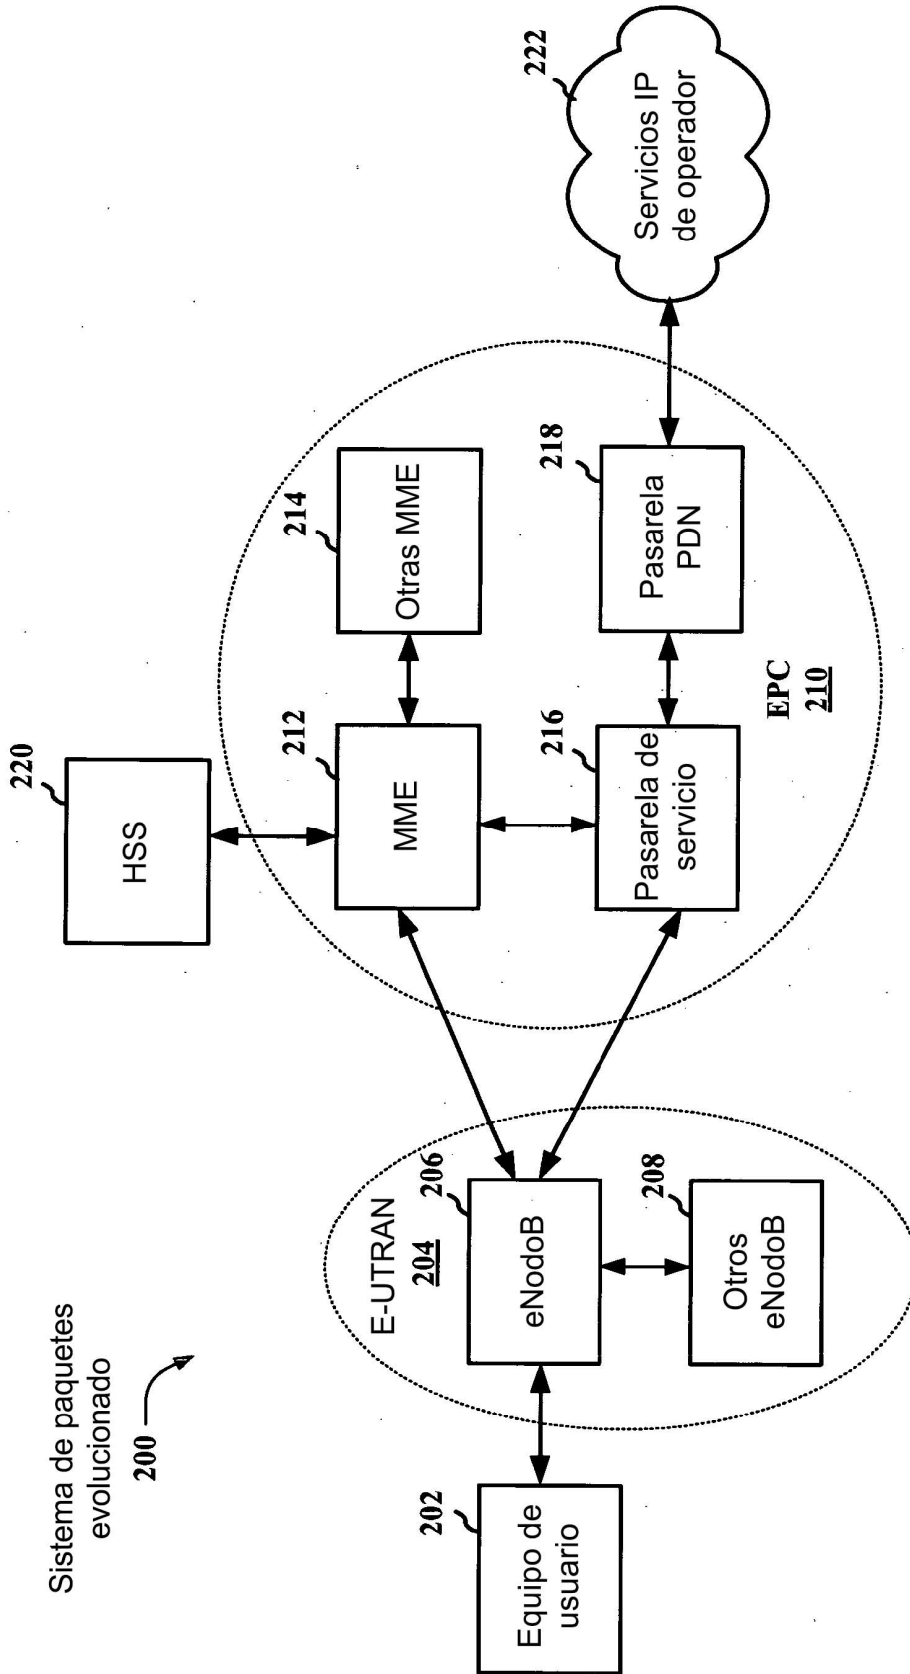 Sistema de paquetes
evolucionado
200
202
Equipo de
usuario
E-UTRAN
204
206
eNodoB
208
Otros
eNodoB
220
HSS
212
MME
214
Otras MME
216
Pasarela de
servicio
218
Pasarela
PDN
EPC
210
222
Servicios IP
de operador